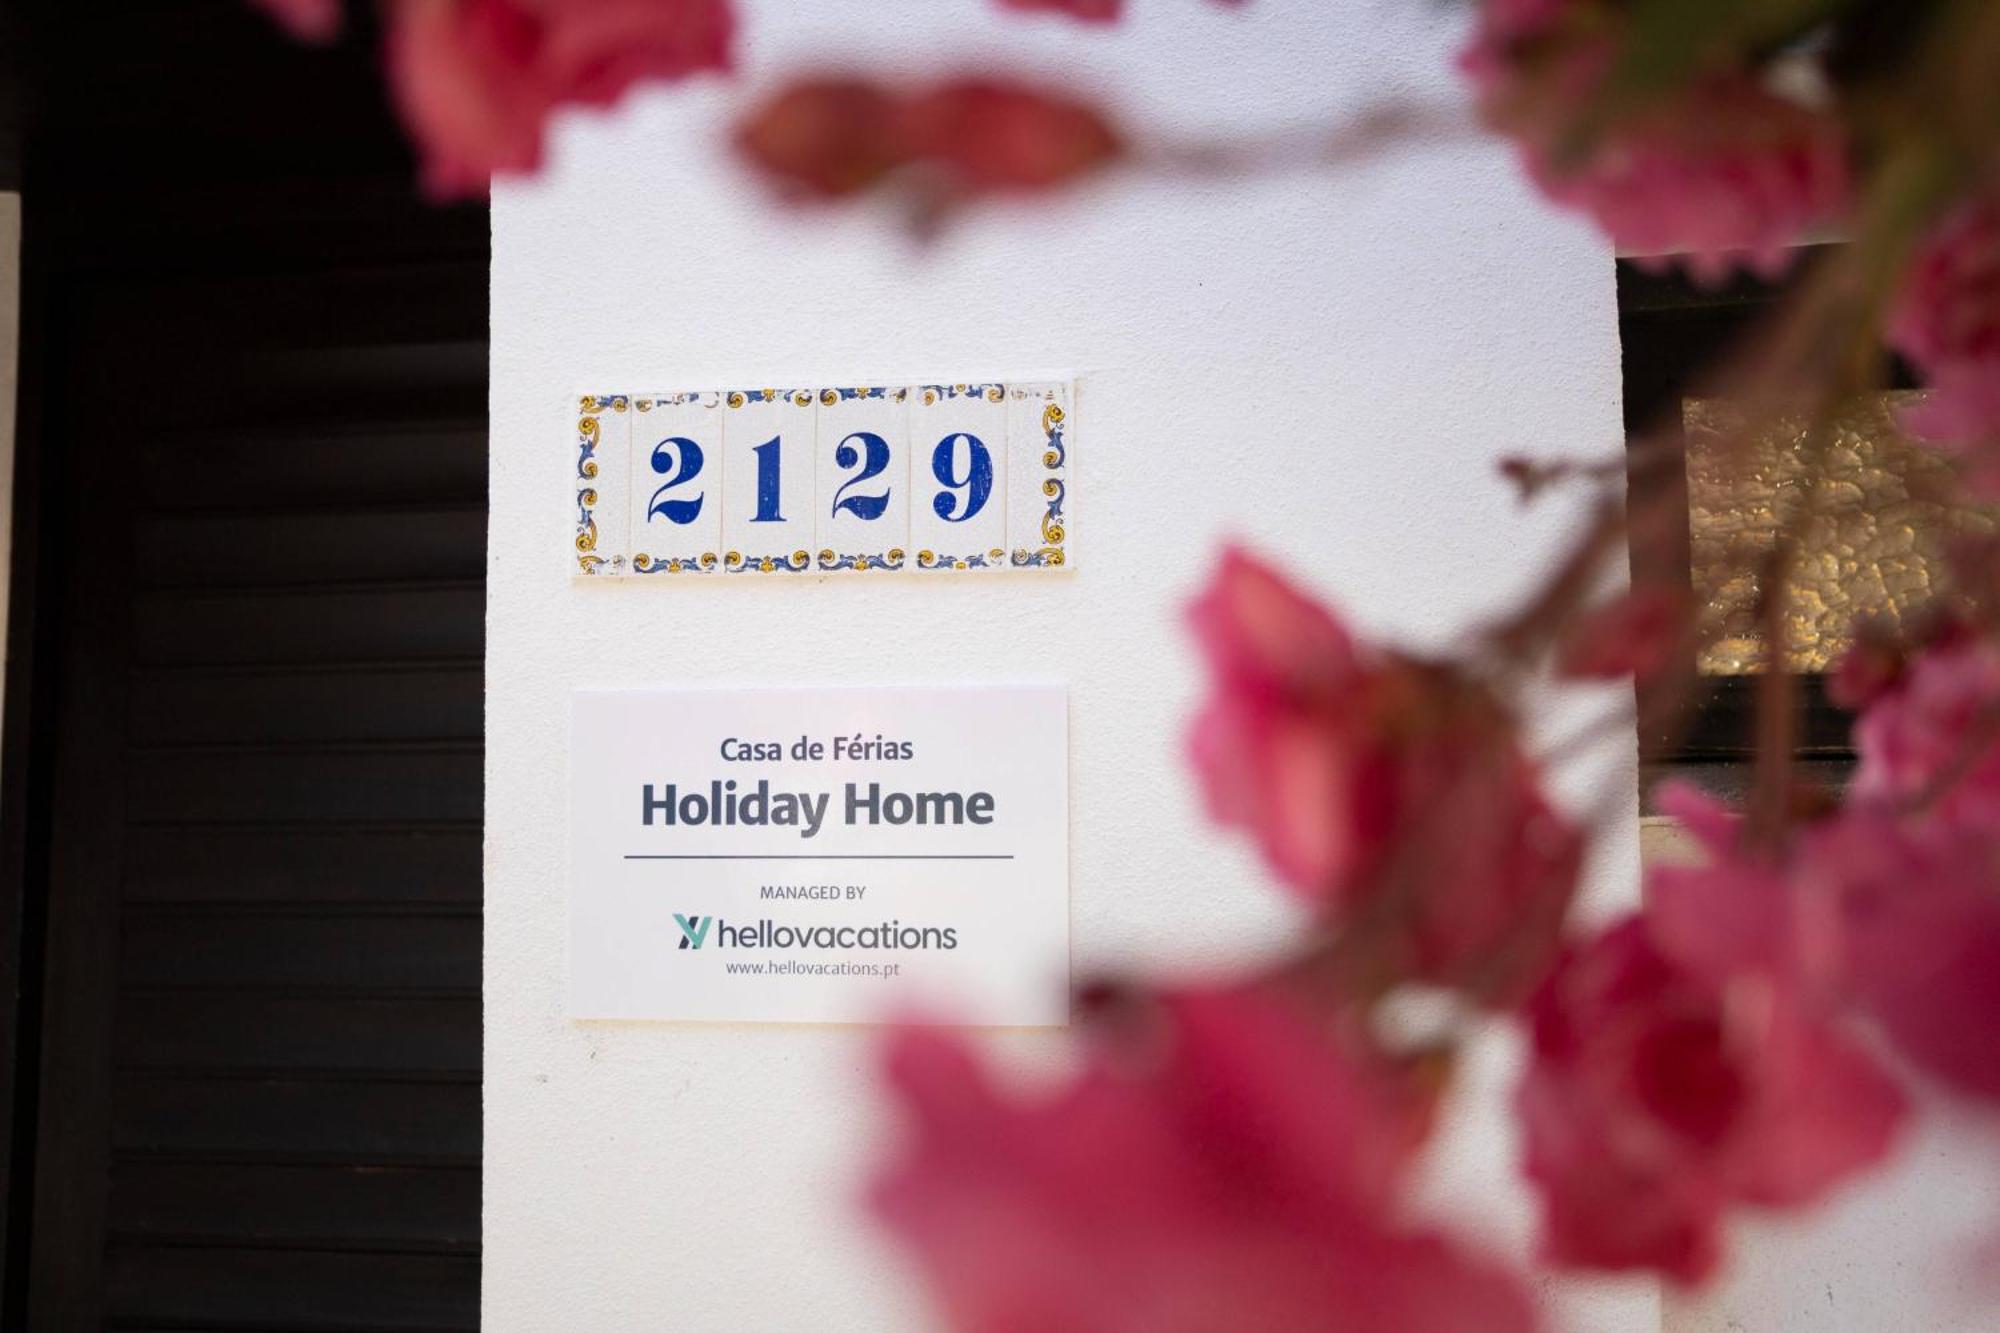 2129
Casa de Férias
Holiday Home
MANAGED BY
hellovacations
www.hellovacations.pt